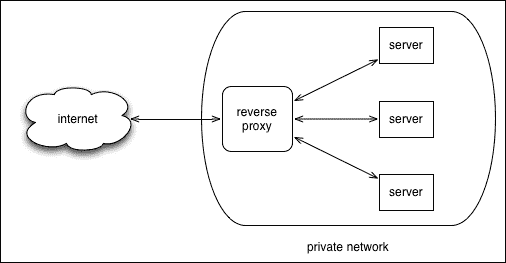 server
internet
reverse
proxy
server
server
private network